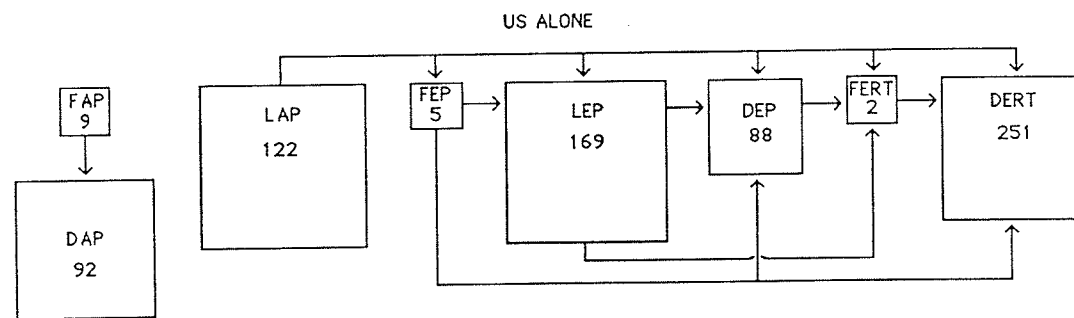 US ALONE
FAP
9
DAP
92
LAP
122
FEP
5
LEP
169
DEP
88
FERT
2
DERT
251